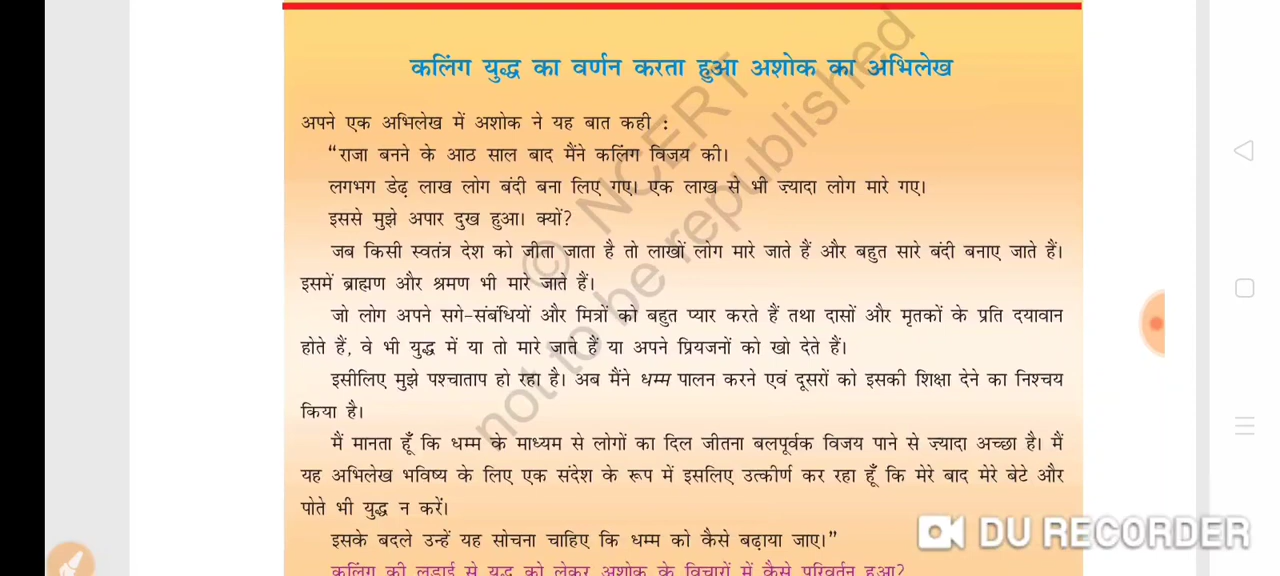 कलिंग युद्ध का वर्णन करता हुआ अशोक का अभिलेख
अपने एक अभिलेख में अशोक ने यह बात कही :
“राजा बनने के आठ साल बाद मैंने कलिंग विजय की।
लगभग डेढ़ लाख लोग बंदी बना लिए गए। एक लाख से भी ज़्यादा लोग मारे गए।
इससे मुझे अपार दुख हुआ। क्यों?
जब किसी स्वतंत्र देश को जीता जाता है तो लाखों लोग मारे जाते हैं और बहुत सारे बंदी बनाए जाते हैं।
इसमें ब्राह्मण और श्रमण भी मारे जाते हैं।
जो लोग अपने सगे-संबंधियों और मित्रों को बहुत प्यार करते हैं तथा दासों और मृतकों के प्रति दयावान
होते हैं, वे भी युद्ध में या तो मारे जाते हैं या अपने प्रियजनों को खो देते हैं।
इसीलिए मुझे पश्चाताप हो रहा है। अब मैंने धम्म पालन करने एवं दूसरों को इसकी शिक्षा देने का निश्चय
किया है।
मैं मानता हूँ कि धम्म के माध्यम से लोगों का दिल जीतना बलपूर्वक विजय पाने से ज़्यादा अच्छा है। मैं
यह अभिलेख भविष्य के लिए एक संदेश के रूप में इसलिए उत्कीर्ण कर रहा हूँ कि मेरे बाद मेरे बेटे और
पोते भी युद्ध न करें।
इसके बदले उन्हें यह सोचना चाहिए कि धम्म को कैसे बढ़ाया जाए।”
कलिंग की लड़ाई से युद्ध को लेकर अशोक के विचारों में कैसे परिवर्तन हुआ?
© NCERT
not to be republished
DU RECORDER